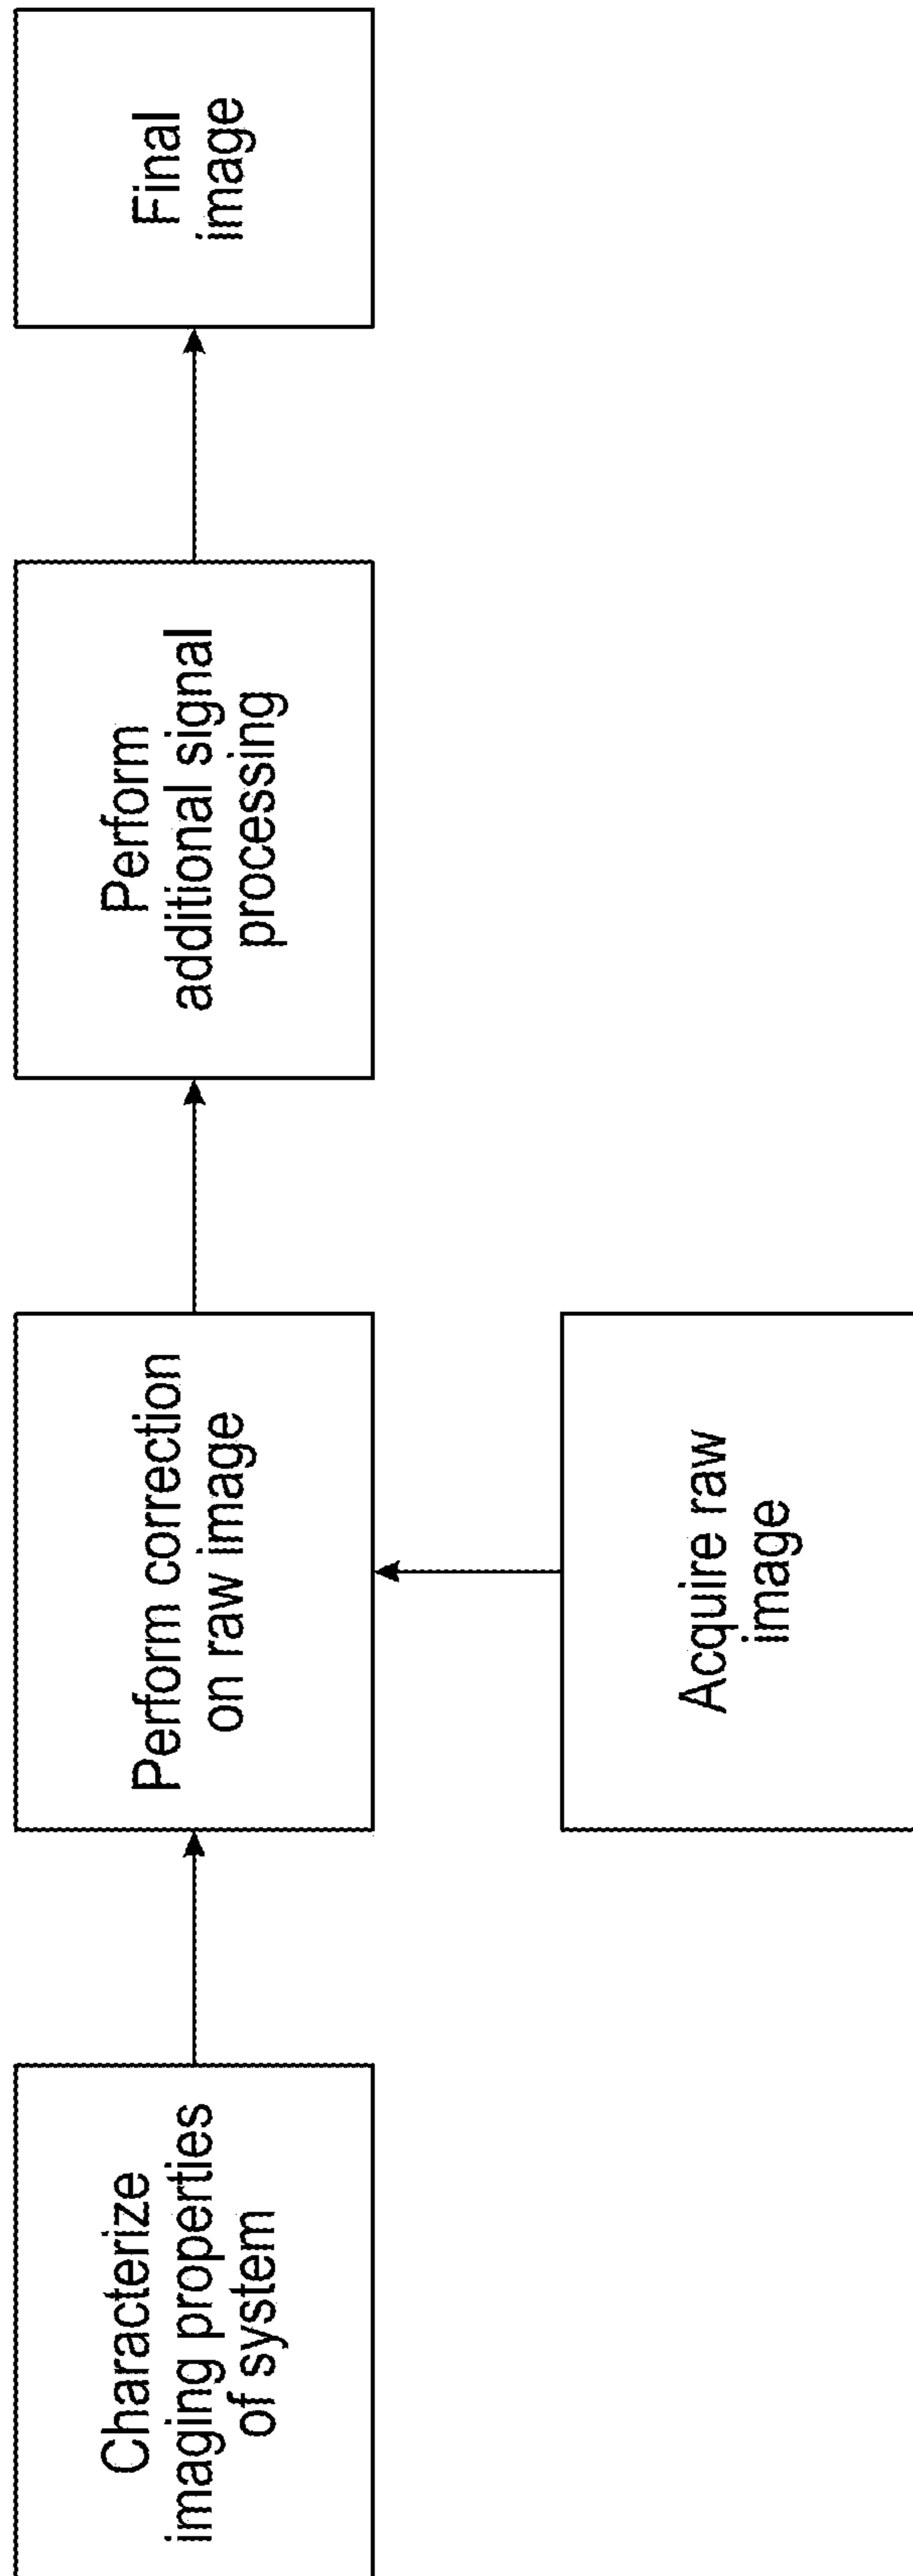 Characterize
imaging properties
of system
Perform correction
on raw image
Perform
additional signal
processing
Final
image
Acquire raw
image